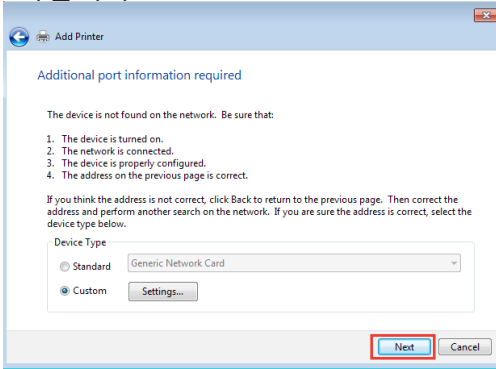 Add Printer
Additional port information required
The device is not found on the network. Be sure that:
1. The device is turned on.
2. The network is connected.
3. The device is properly configured.
4. The address on the previous page is correct.
If you think the address is not correct, click Back to return to the previous page. Then correct the
address and perform another search on the network. If you are sure the address is correct, select the
device type below.
Device Type
Standard Generic Network Card
Custom Settings...
Next Cancel